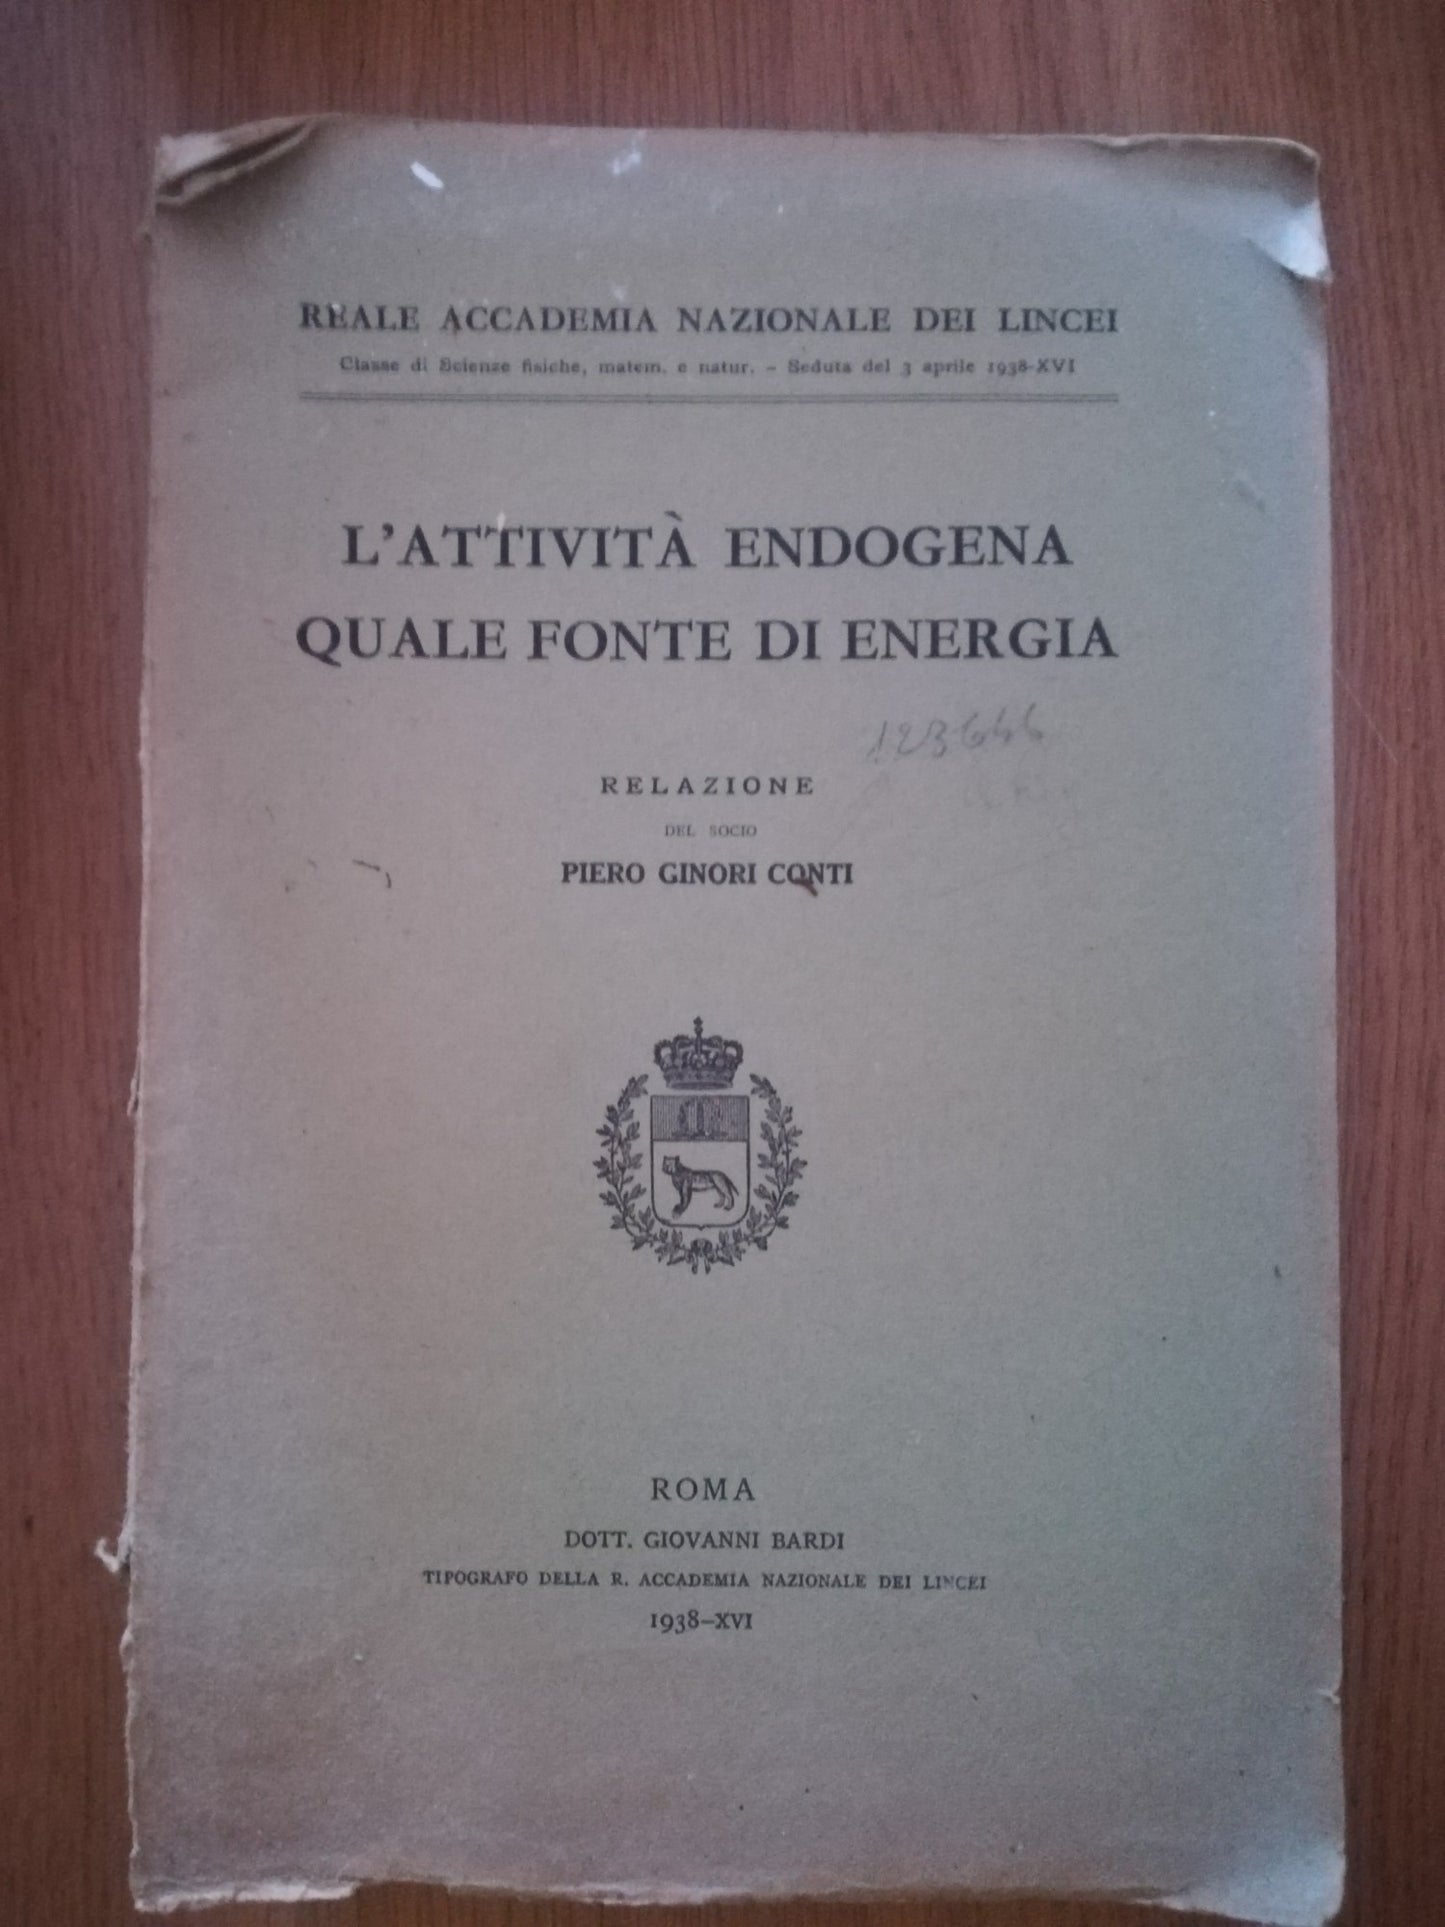 REALE ACCADEMIA NAZIONALE DEI LINCEI
Classe di Scienze fisiche, matem. e natur. – Seduta del 3 aprile 1938-XVI
L'ATTIVITÀ ENDOGENA
QUALE FONTE DI ENERGIA
123646
RELAZIONE
DEL SOCIO
PIERO GINORI CONTI
ROMA
DOTT. GIOVANNI BARDI
TIPOGRAFO DELLA R. ACCADEMIA NAZIONALE DEI LINCEI
1938–XVI